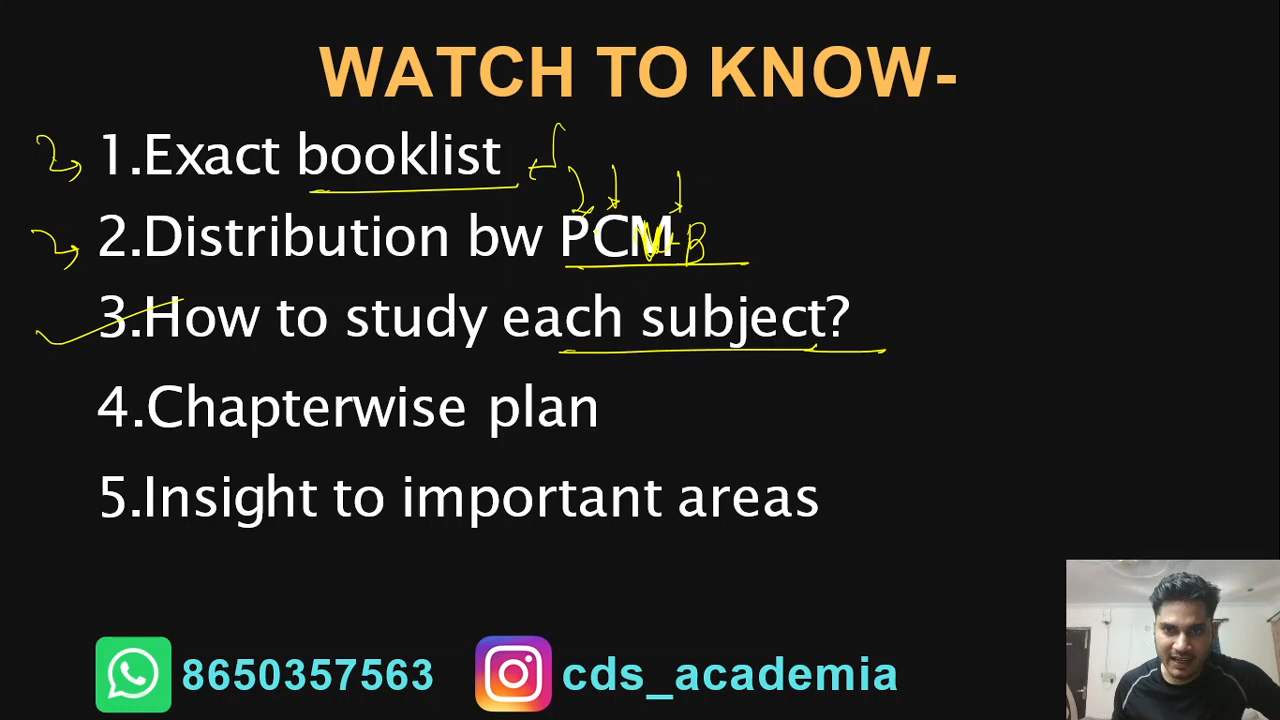 WATCH TO KNOW-
1.Exact booklist
2.Distribution bw PCM B
3.How to study each subject?
4.Chapterwise plan
5.Insight to important areas
8650357563 cds_academia